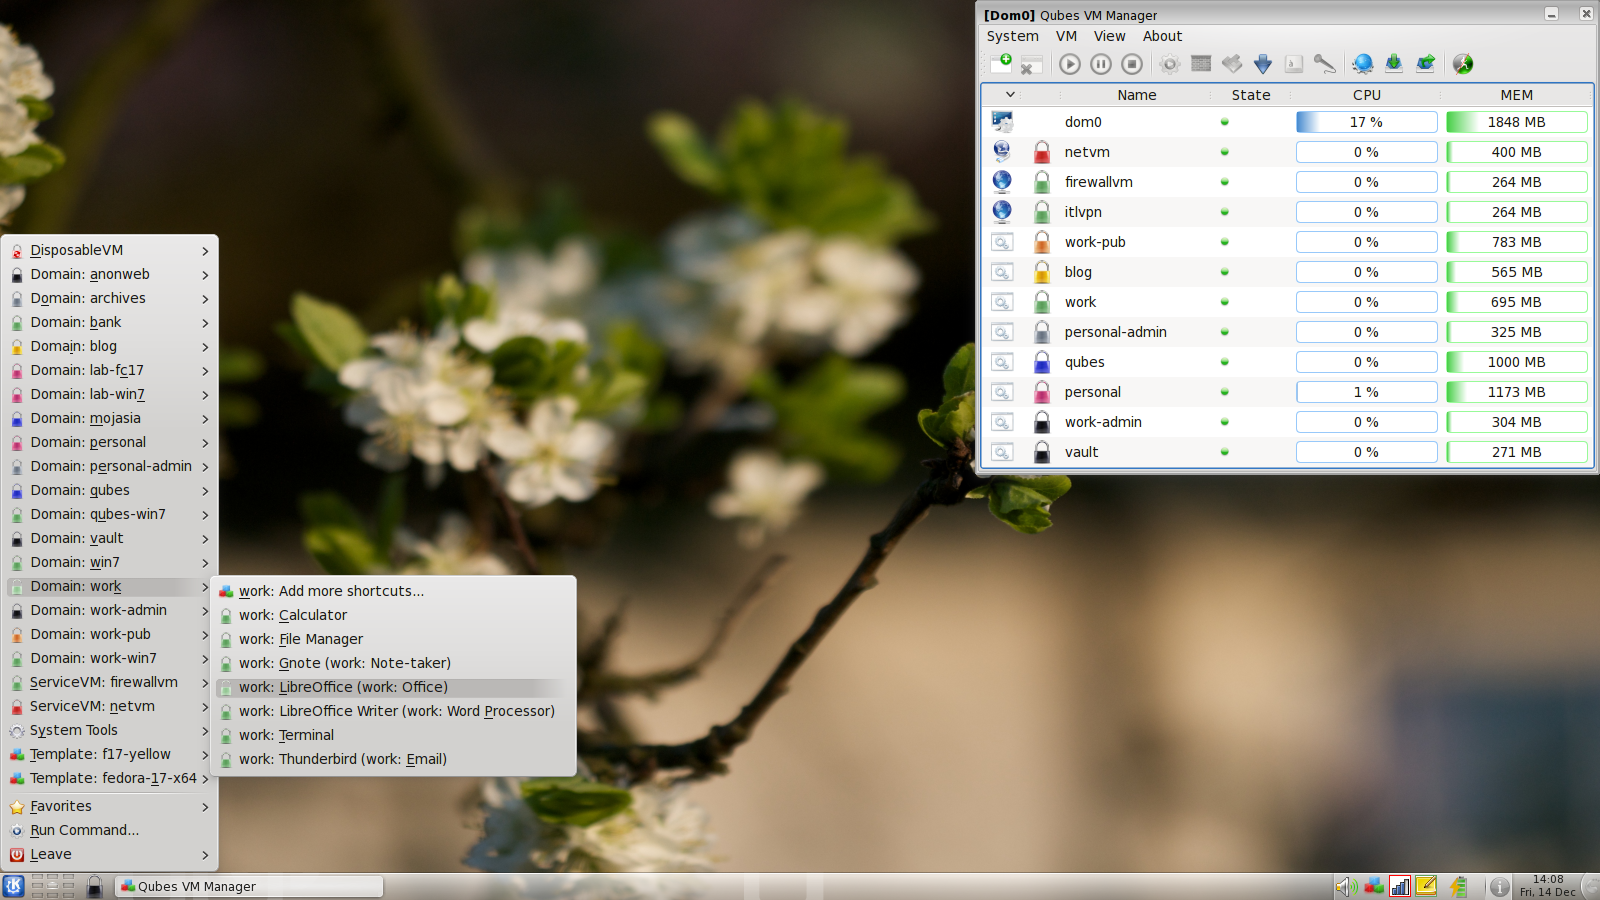 [Dom0] Qubes VM Manager
System VM View About
Name State CPU MEM
dom0 17 % 1848 MB
netvm 0 % 400 MB
firewallvm 0 % 264 MB
itlvpn 0 % 264 MB
work-pub 0 % 783 MB
blog 0 % 565 MB
work 0 % 695 MB
personal-admin 0 % 325 MB
qubes 0 % 1000 MB
personal 1 % 1173 MB
work-admin 0 % 304 MB
vault 0 % 271 MB
DisposableVM
Domain: anonweb
Domain: archives
Domain: bank
Domain: blog
Domain: lab-fc17
Domain: lab-win7
Domain: mojasia
Domain: personal
Domain: personal-admin
Domain: qubes
Domain: qubes-win7
Domain: vault
Domain: win7
Domain: work
Domain: work-admin
Domain: work-pub
Domain: work-win7
ServiceVM: firewallvm
ServiceVM: netvm
System Tools
Template: f17-yellow
Template: fedora-17-x64
Favorites
Run Command...
Leave
work: Add more shortcuts...
work: Calculator
work: File Manager
work: Gnote (work: Note-taker)
work: LibreOffice (work: Office)
work: LibreOffice Writer (work: Word Processor)
work: Terminal
work: Thunderbird (work: Email)
Qubes VM Manager
14:08
Fri, 14 Dec